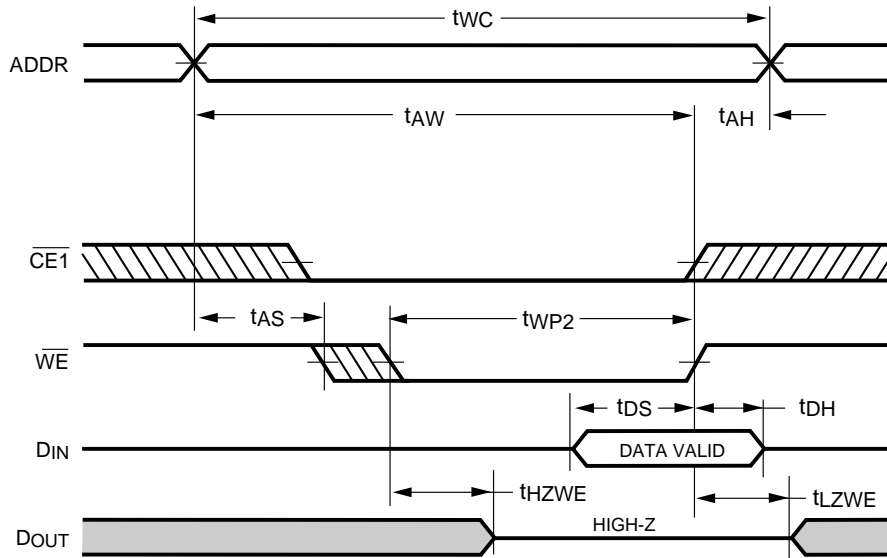 tWC
ADDR
tAW
tAH
CE1
tAS
tWP2
WE
tDS
tDH
DIN
DATA VALID
tHZWE
tLZWE
DOUT
HIGH-Z